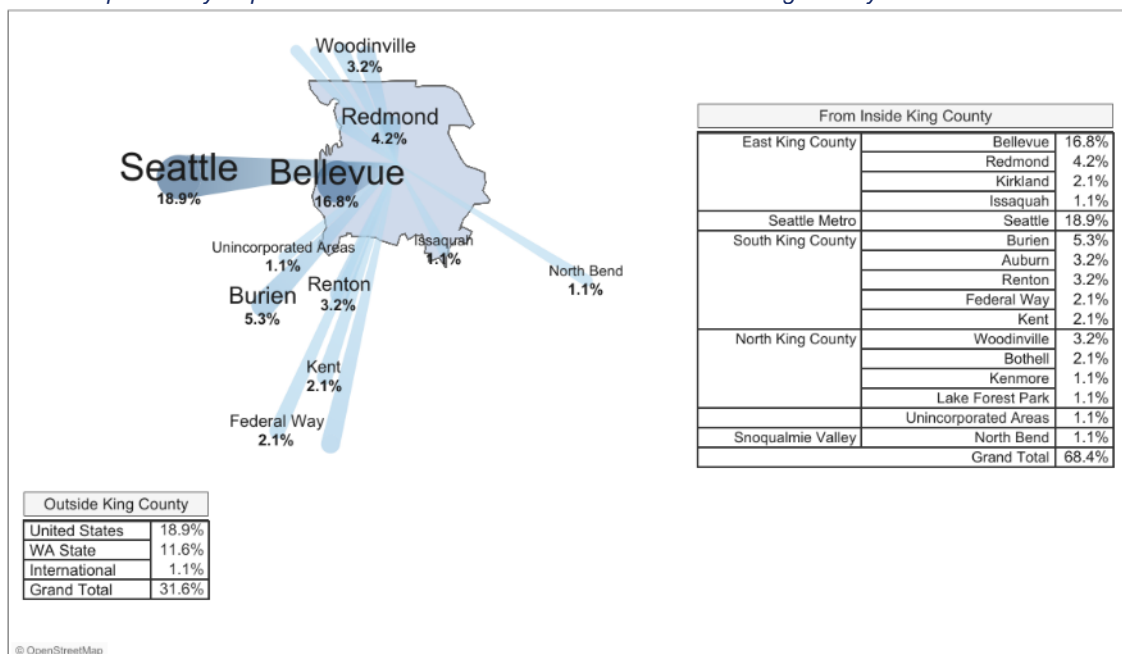 Woodinville
3.2%
Redmond
4.2%
Seattle
18.9%
Bellevue
16.8%
Unincorporated Areas
1.1%
Issaquah
1.1%
North Bend
1.1%
Burien
5.3%
Renton
3.2%
Kent
2.1%
Federal Way
2.1%
From Inside King County
East King County Bellevue 16.8%
Redmond 4.2%
Kirkland 2.1%
Issaquah 1.1%
Seattle Metro Seattle 18.9%
South King County Burien 5.3%
Auburn 3.2%
Renton 3.2%
Federal Way 2.1%
Kent 2.1%
North King County Woodinville 3.2%
Bothell 2.1%
Kenmore 1.1%
Lake Forest Park 1.1%
Unincorporated Areas 1.1%
Snoqualmie Valley North Bend 1.1%
Grand Total 68.4%
Outside King County
United States 18.9%
WA State 11.6%
International 1.1%
Grand Total 31.6%
© OpenStreetMap